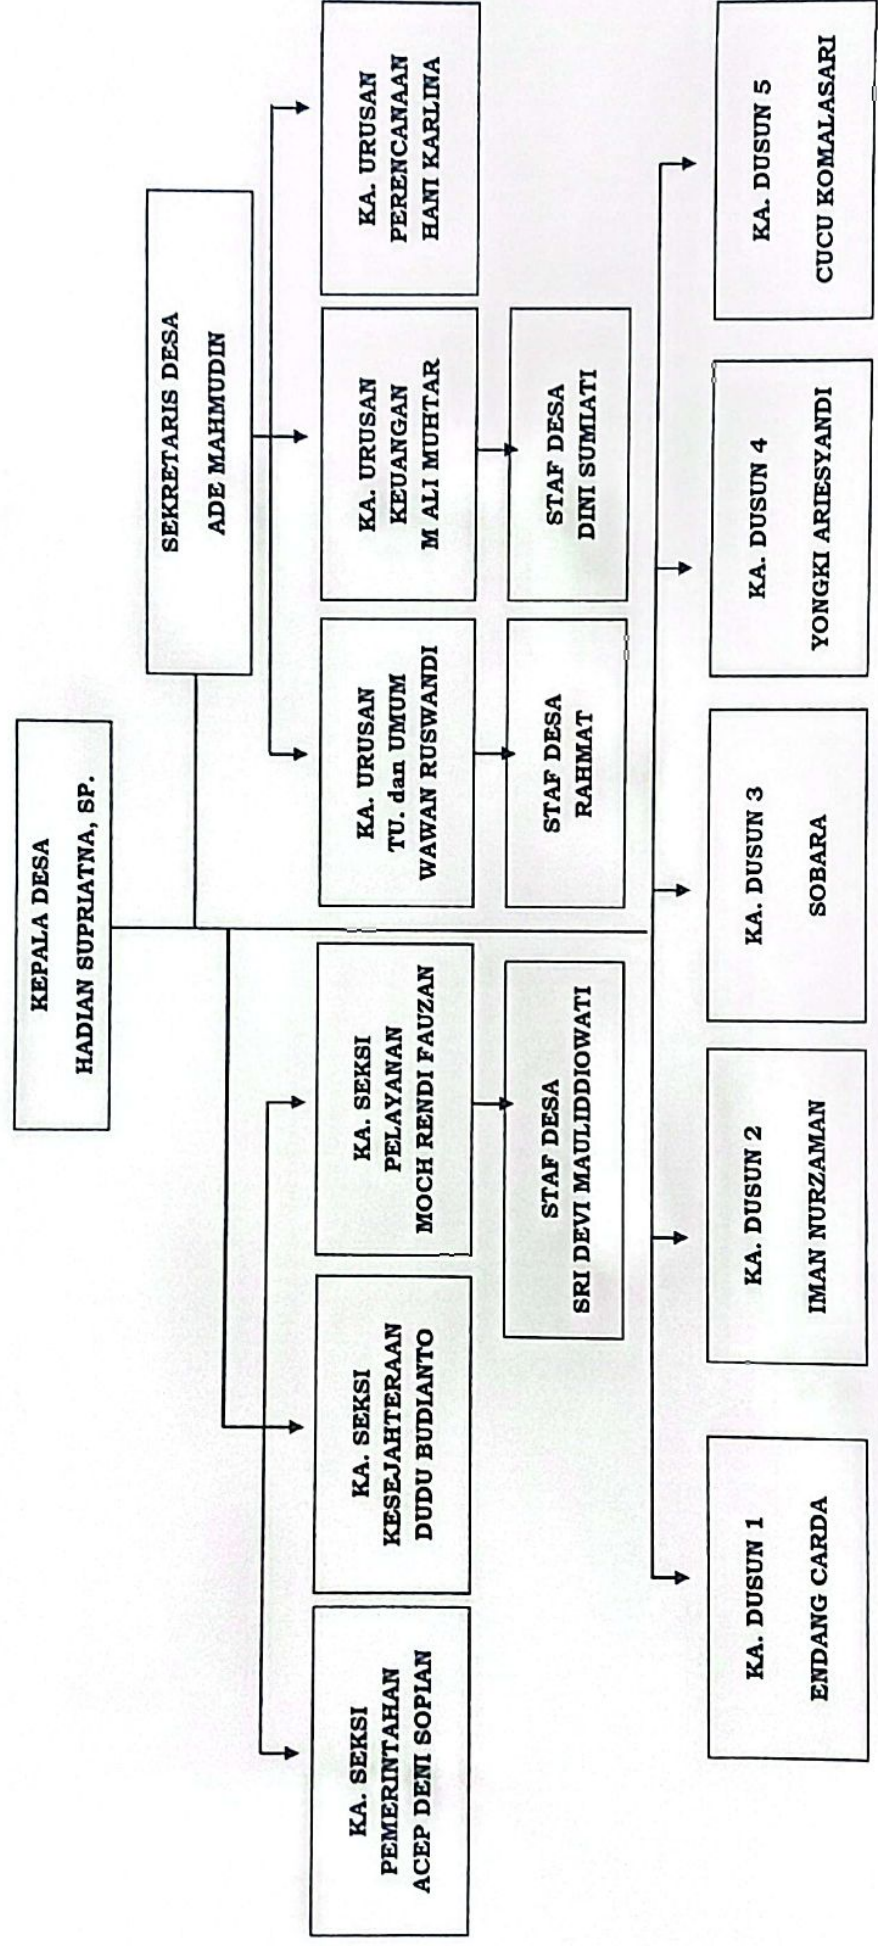 KEPALA DESA
HADIAN SUPRIATNA, SP.
SEKRETARIS DESA
ADE MAHMUDIN
KA. SEKSI
PEMERINTAHAN
ACEP DENI SOPIAN
KA. SEKSI
KESEJAHTERAAN
DUDU BUDIANTO
KA. SEKSI
PELAYANAN
MOCH RENDI FAUZAN
KA. URUSAN
TU. dan UMUM
WAWAN RUSWANDI
KA. URUSAN
KEUANGAN
M ALI MUHTAR
KA. URUSAN
PERENCANAAN
HANI KARLINA
STAF DESA
SRI DEVI MAULIDDIOWATI
STAF DESA
RAHMAT
STAF DESA
DINI SUMIATI
KA. DUSUN 1
ENDANG CARDA
KA. DUSUN 2
IMAN NURZAMAN
KA. DUSUN 3
SOBARA
KA. DUSUN 4
YONGKI ARIESYANDI
KA. DUSUN 5
CUCU KOMALASARI